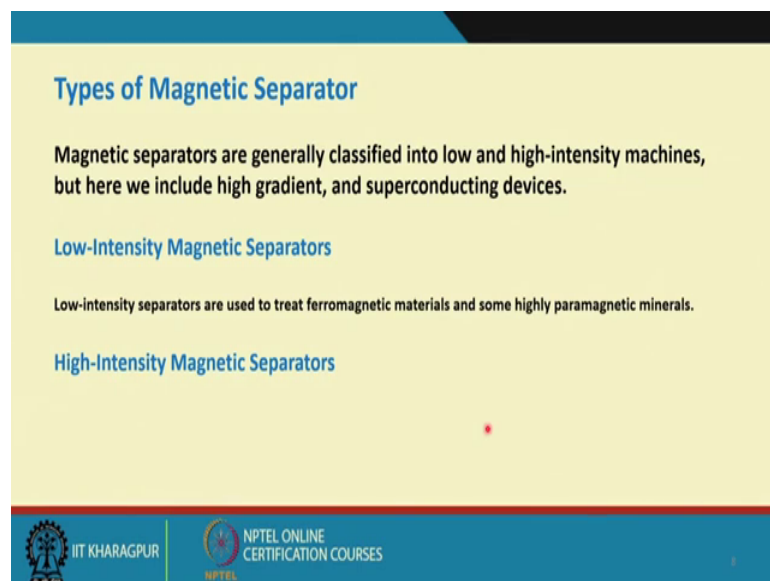 Types of Magnetic Separator
Magnetic separators are generally classified into low and high-intensity machines,
but here we include high gradient, and superconducting devices.
Low-Intensity Magnetic Separators
Low-intensity separators are used to treat ferromagnetic materials and some highly paramagnetic minerals.
High-Intensity Magnetic Separators
IIT KHARAGPUR
NPTEL
NPTEL ONLINE
CERTIFICATION COURSES